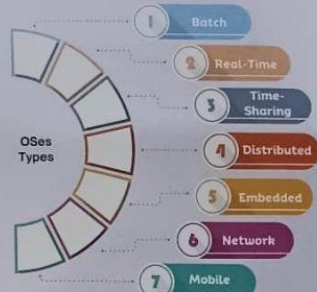 1 Batch
2 Real-Time
3 Time-
Sharing
OSes
Types
4 Distributed
5 Embedded
6 Network
7 Mobile